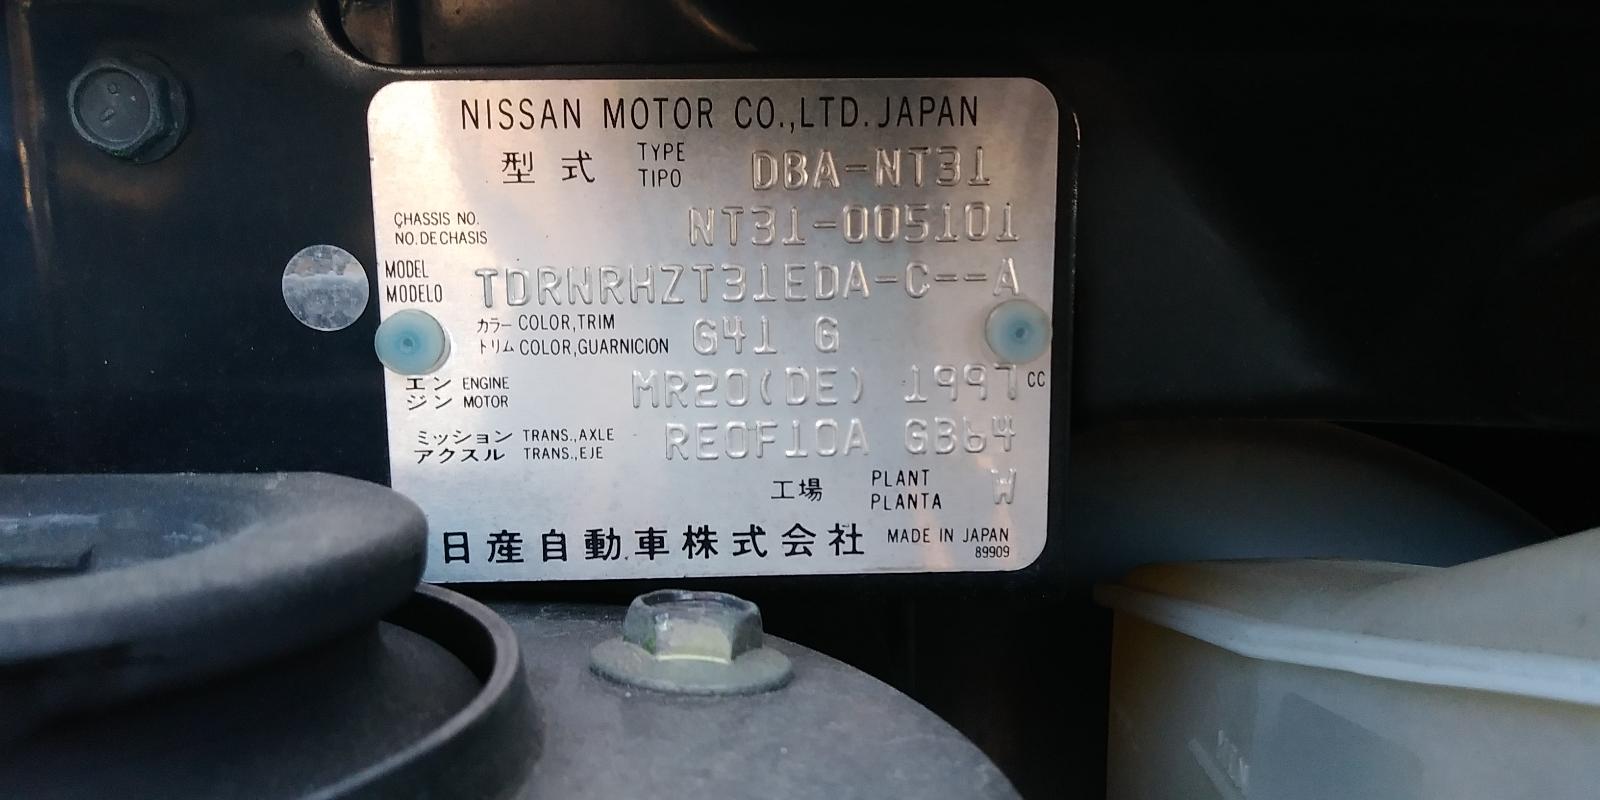 NISSAN MOTOR CO.,LTD. JAPAN
型式 TYPE TIPO DBA-NT31
CHASSIS NO. NO.DE CHASIS NT31-005101
MODEL MODELO TDRNRHZT31EDA-C--A
カラー COLOR,TRIM
トリム COLOR,GUARNICION G41 G
エンジン ENGINE MOTOR MR20(DE) 1997 CC
ミッション TRANS.,AXLE
アクスル TRANS.,EJE RE0F10A GB64
工場 PLANT PLANTA W
日産自動車株式会社 MADE IN JAPAN
89909